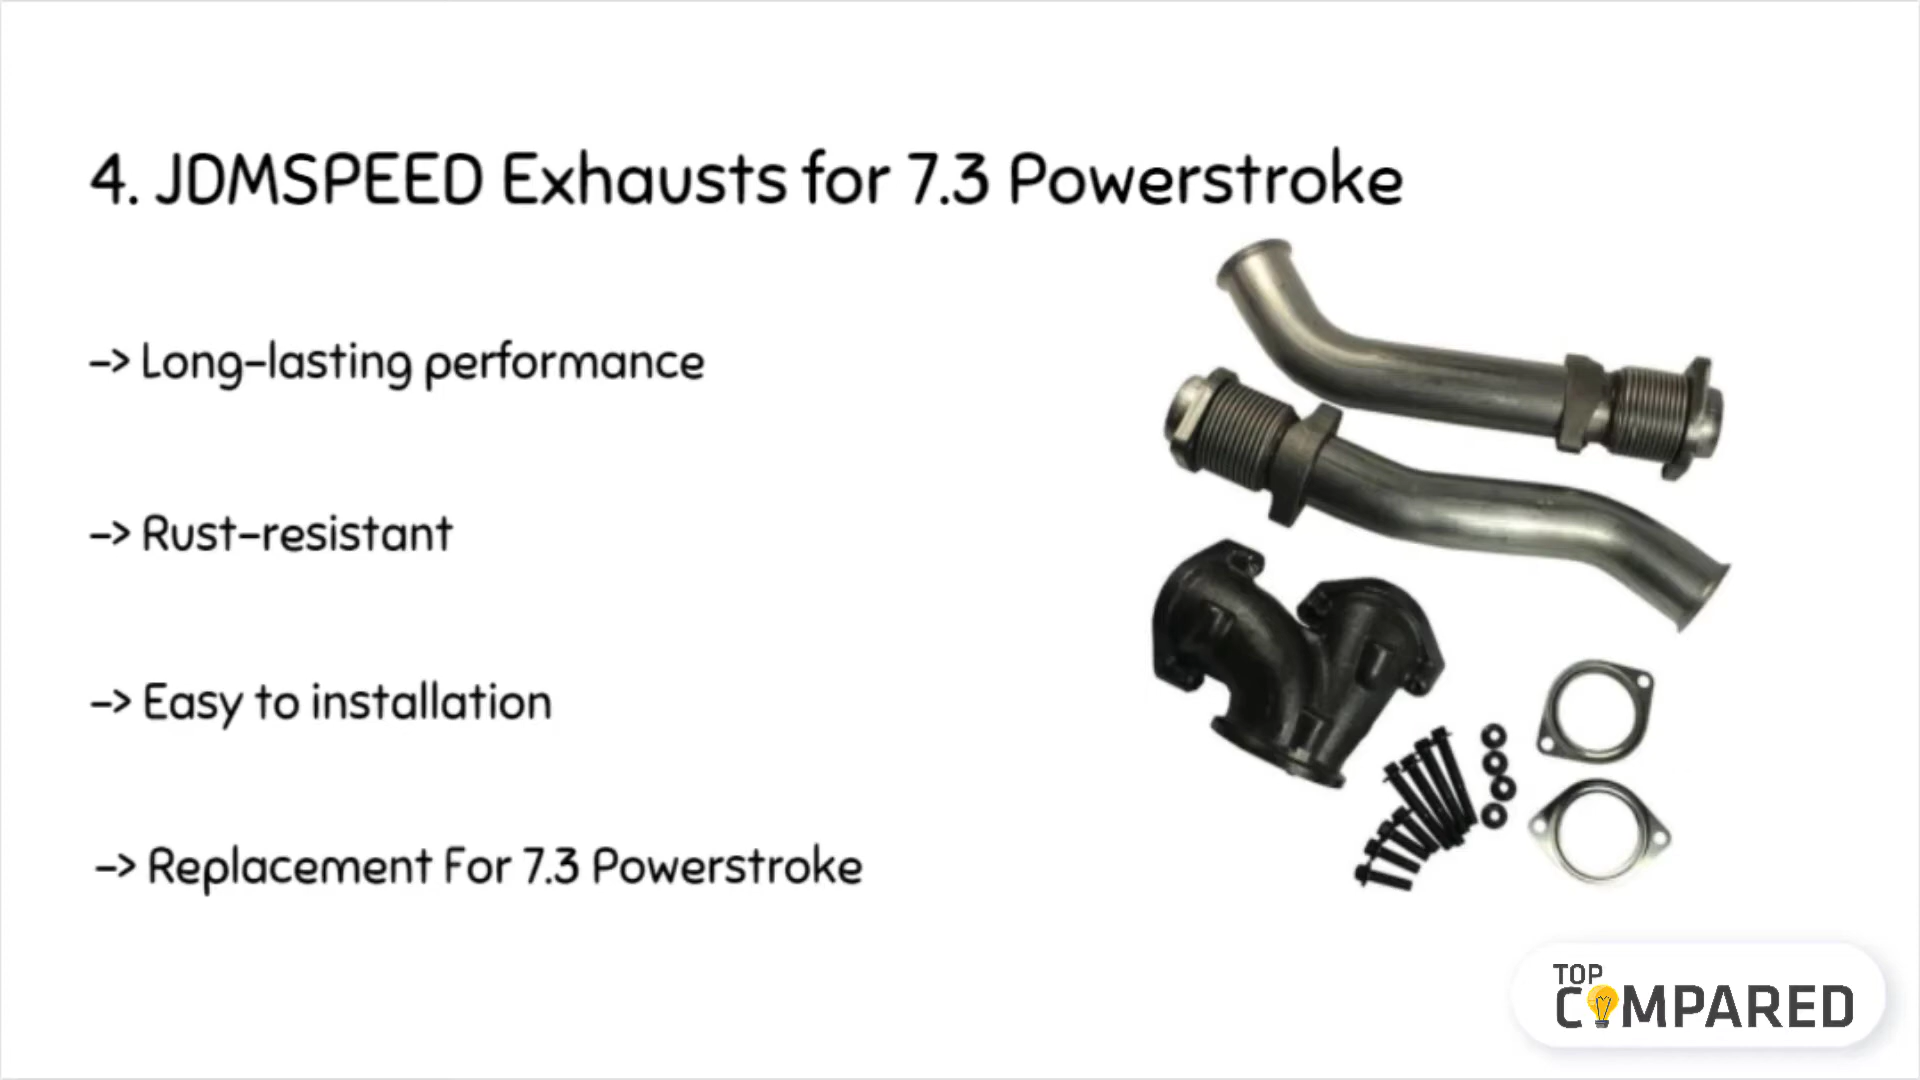 4. JDMSPEED Exhausts for 7.3 Powerstroke
-> Long-lasting performance
-> Rust-resistant
-> Easy to installation
-> Replacement For 7.3 Powerstroke
TOP
COMPARED